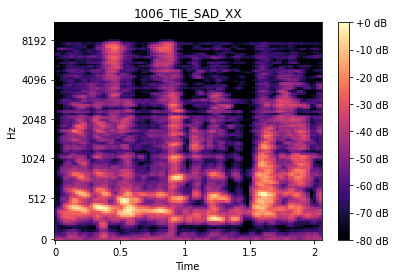 1006_TIE_SAD_XX
8192
4096
2048
1024
512
0
Hz
0
0.5
1
1.5
2
Time
+0 dB
-10 dB
-20 dB
-30 dB
-40 dB
-50 dB
-60 dB
-70 dB
-80 dB